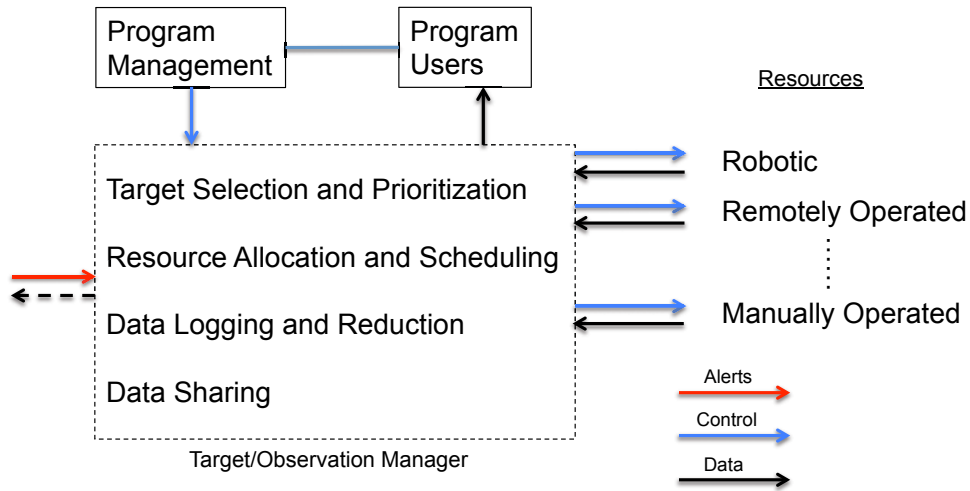 Program
Management
Program
Users
Resources
Target Selection and Prioritization
Resource Allocation and Scheduling
Data Logging and Reduction
Data Sharing
Target/Observation Manager
Robotic
Remotely Operated
Manually Operated
Alerts
Control
Data